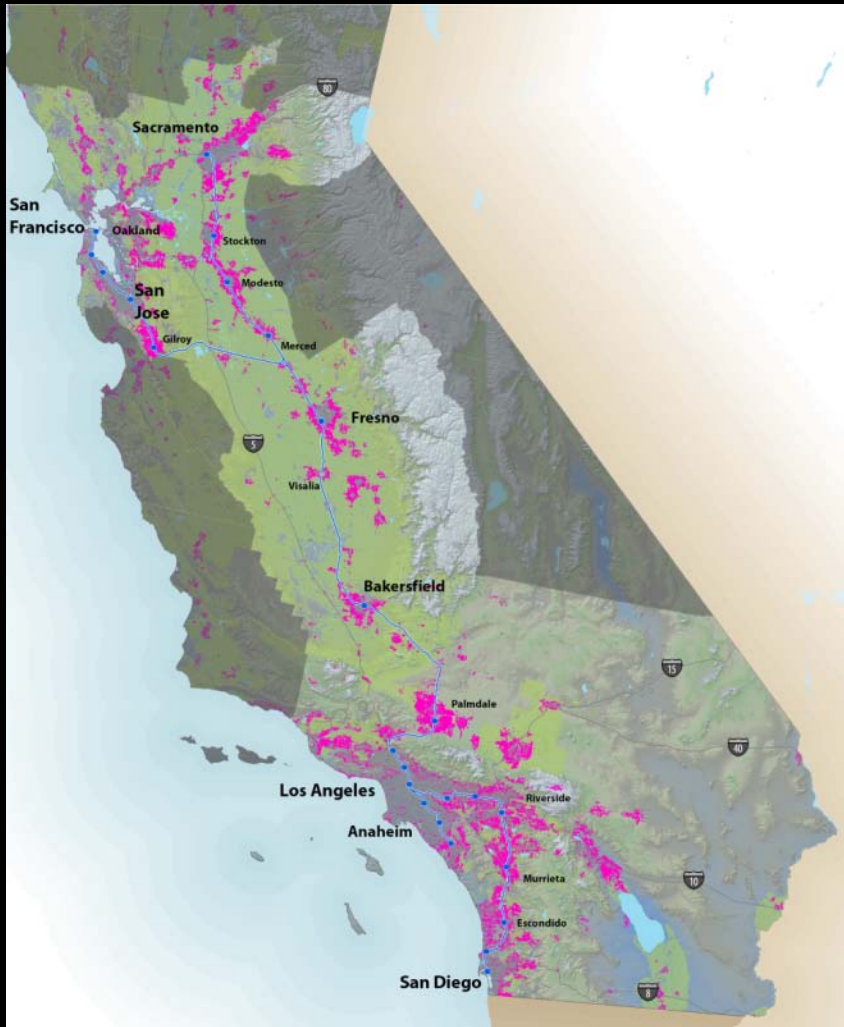 80
Sacramento
San
Francisco
Oakland
Stockton
Modesto
San
Jose
Gilroy
Merced
Fresno
5
Visalia
Bakersfield
15
Palmdale
40
Los Angeles
Riverside
Anaheim
Murrieta
10
Escondido
San Diego
8